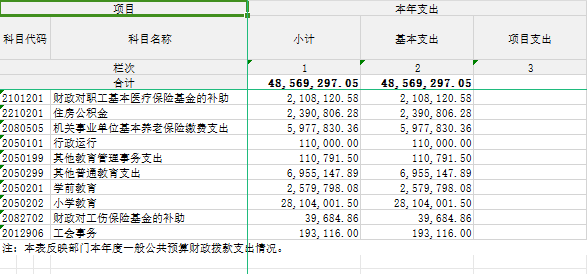 项目 本年支出
科目代码 科目名称 小计 基本支出 项目支出
栏次 1 2 3
合计 48,569,297.05 48,569,297.05
2101201 财政对职工基本医疗保险基金的补助 2,108,120.58 2,108,120.58
2210201 住房公积金 2,390,806.28 2,390,806.28
2080505 机关事业单位基本养老保险缴费支出 5,977,830.36 5,977,830.36
2050101 行政运行 110,000.00 110,000.00
2050199 其他教育管理事务支出 110,791.50 110,791.50
2050299 其他普通教育支出 6,955,147.89 6,955,147.89
2050201 学前教育 2,579,798.08 2,579,798.08
2050202 小学教育 28,104,001.50 28,104,001.50
2082702 财政对工伤保险基金的补助 39,684.86 39,684.86
2012906 工会事务 193,116.00 193,116.00
注：本表反映部门本年度一般公共预算财政拨款支出情况。